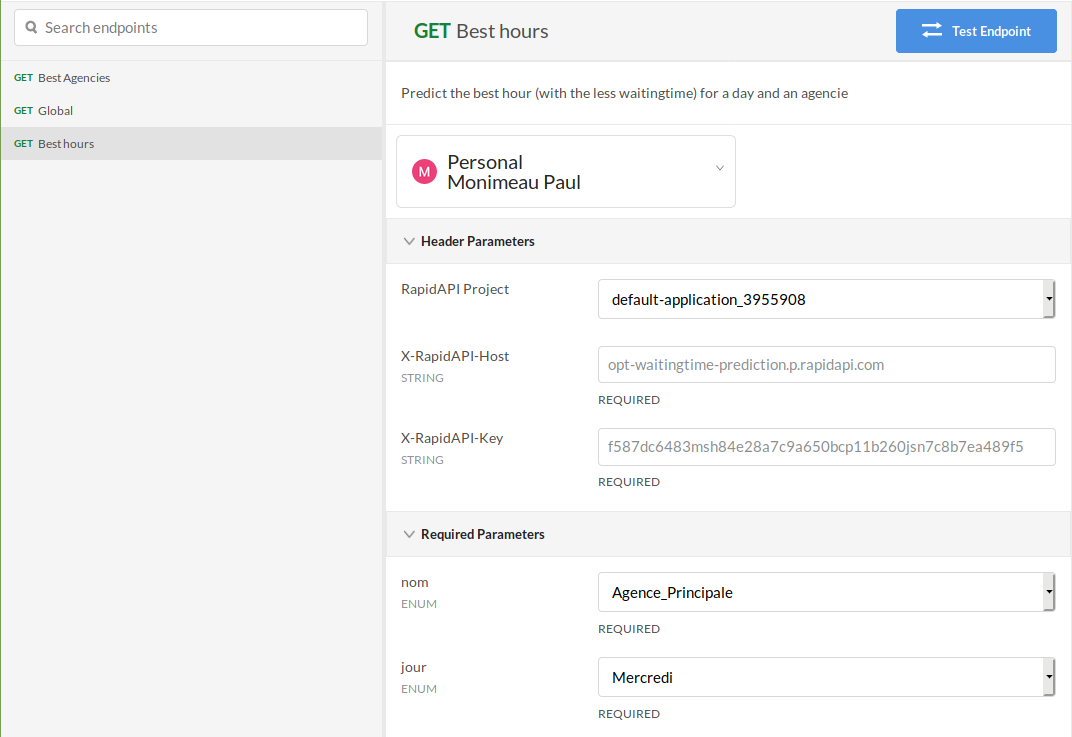 Search endpoints
GET Best Agencies
GET Global
GET Best hours
GET Best hours
Test Endpoint
Predict the best hour (with the less waitingtime) for a day and an agencie
M
Personal
Monimeau Paul
Header Parameters
RapidAPI Project
default-application_3955908
X-RapidAPI-Host
STRING
opt-waitingtime-prediction.p.rapidapi.com
REQUIRED
X-RapidAPI-Key
STRING
f587dc6483msh84e28a7c9a650bcp11b260jsn7c8b7ea489f5
REQUIRED
Required Parameters
nom
ENUM
Agence_Principale
REQUIRED
jour
ENUM
Mercredi
REQUIRED